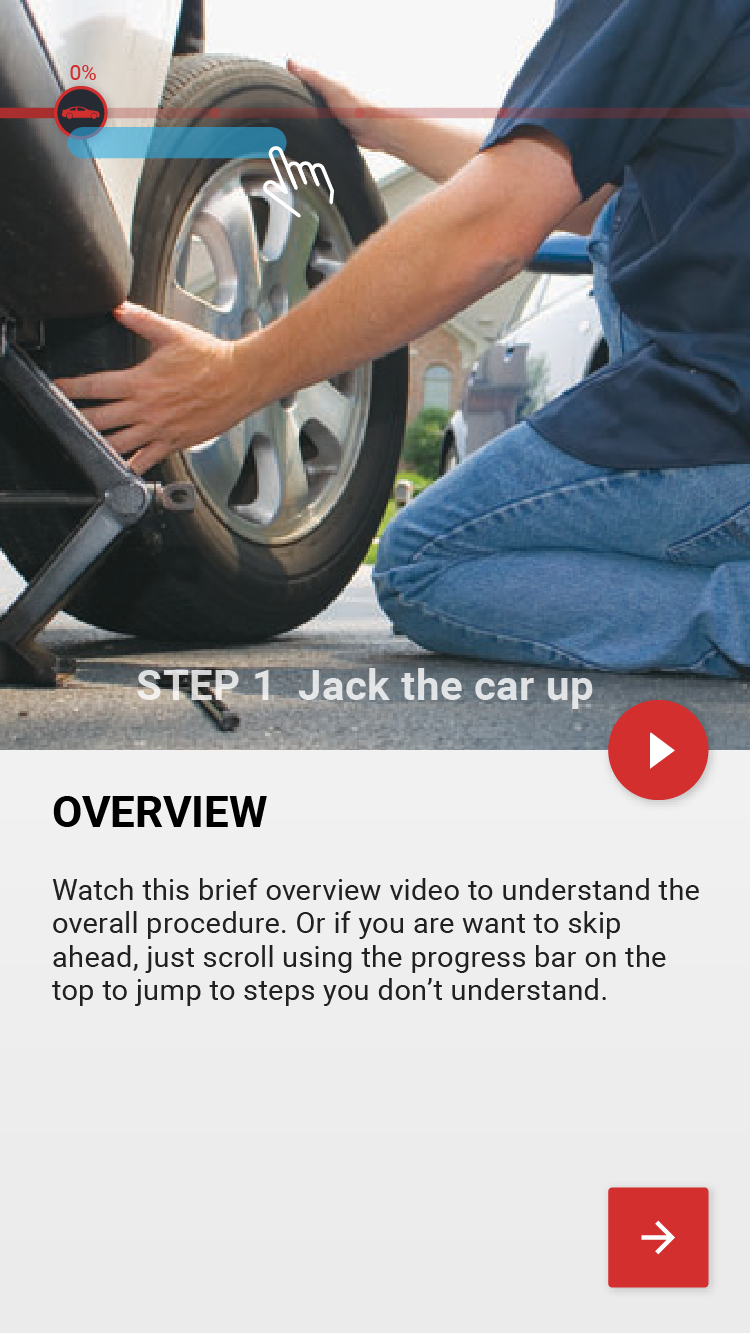 0%
STEP 1  Jack the car up
OVERVIEW
Watch this brief overview video to understand the
overall procedure. Or if you are want to skip
ahead, just scroll using the progress bar on the
top to jump to steps you don’t understand.